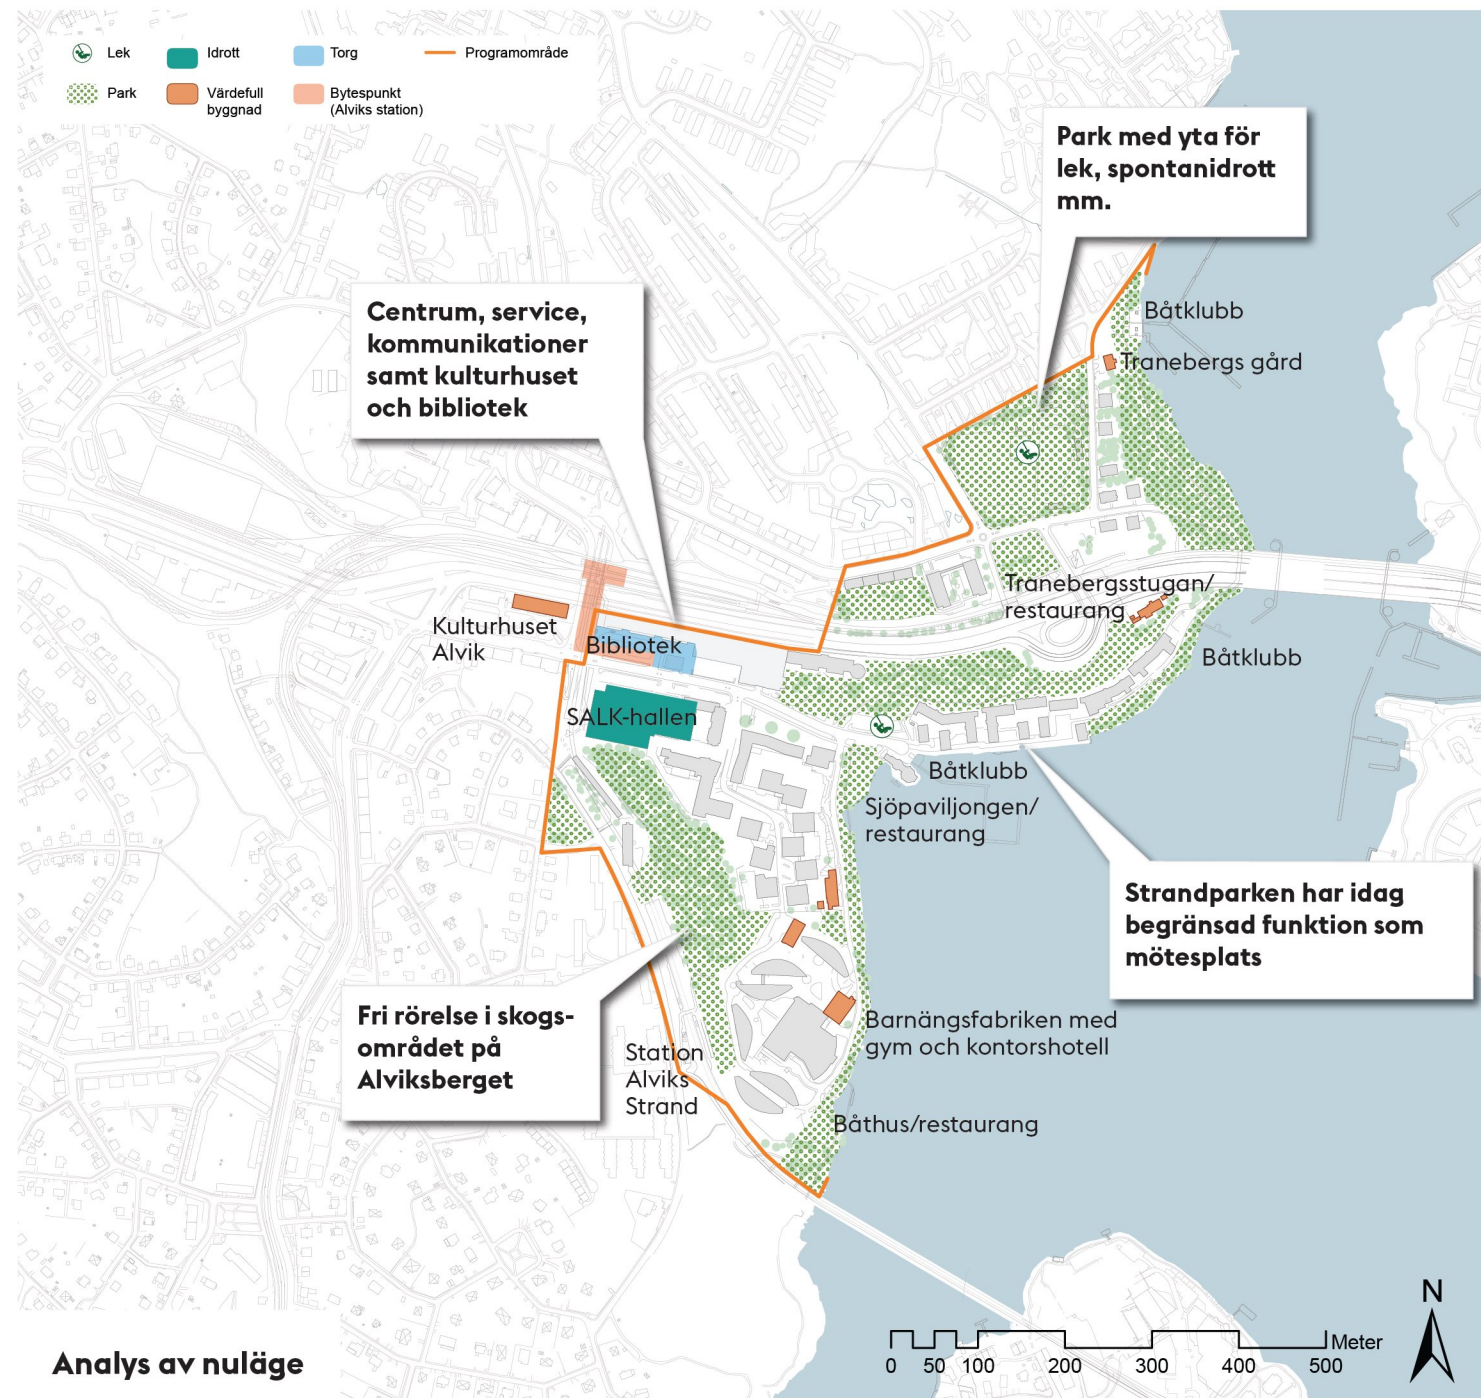 Lek
Idrott
Torg
Programområde
Park
Värdefull
byggnad
Bytespunkt
(Alviks station)
Park med yta för
lek, spontanidrott
mm.
Centrum, service,
kommunikationer
samt kulturhuset
och bibliotek
Båtklubb
Tranebergs gård
Tranebergsstugan/
restaurang
Kulturhuset
Alvik
Bibliotek
Båtklubb
SALK-hallen
Båtklubb
Sjöpaviljongen/
restaurang
Strandparken har idag
begränsad funktion som
mötesplats
Fri rörelse i skogs-
området på
Alviksberget
Barnängsfabriken med
gym och kontorshotell
Station
Alviks
Strand
Båthus/restaurang
N
Meter
0 50 100 200 300 400 500
Analys av nuläge